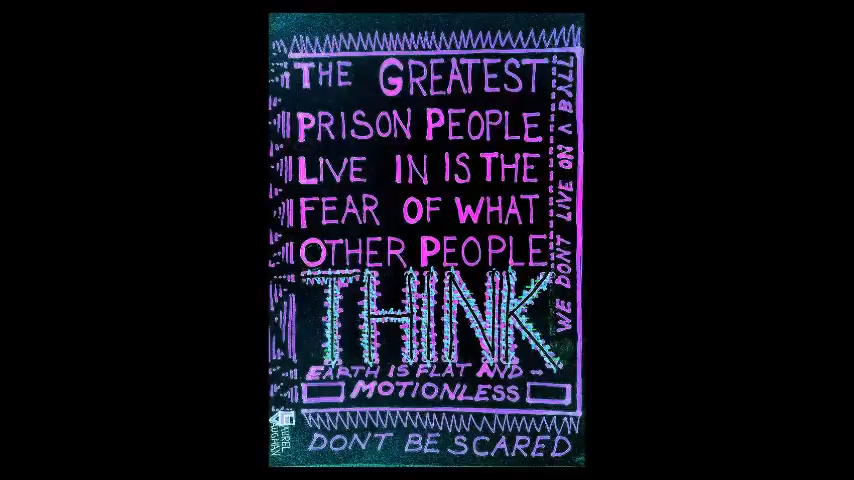 THE GREATEST
PRISON PEOPLE
LIVE IN IS THE
FEAR OF WHAT
OTHER PEOPLE
THINK
EARTH IS FLAT AND -
MOTIONLESS
DONT BE SCARED
WE DONT LIVE ON A BALL